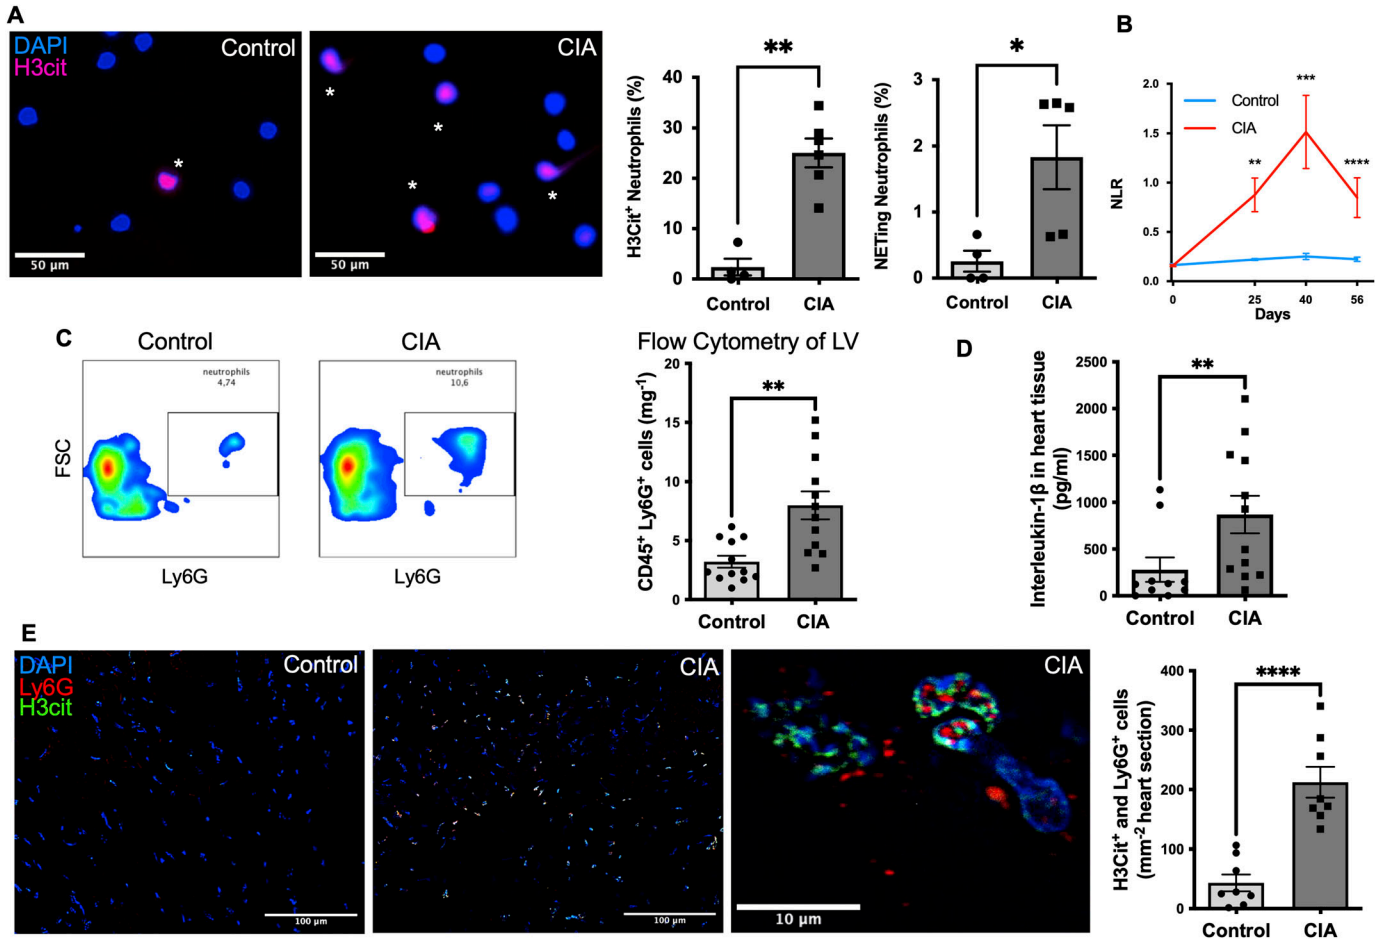 A
DAPI
H3cit
Control
50 µm
CIA
*
*
*
*
*
50 µm
**
H3Cit⁺ Neutrophils (%)
40
30
20
10
0
Control
CIA
*
NETing Neutrophils (%)
3
2
1
0
Control
CIA
B
NLR
2.0
1.5
1.0
0.5
0.0
Control
CIA
**
***
****
0
25
40
56
Days
C
Control
neutrophils
4,74
CIA
neutrophils
10,6
FSC
Ly6G
Ly6G
Flow Cytometry of LV
CD45⁺ Ly6G⁺ cells (mg⁻¹)
20
15
10
5
0
**
Control
CIA
D
Interleukin-1β in heart tissue
(pg/ml)
2500
2000
1500
1000
500
0
**
Control
CIA
E
DAPI
Ly6G
H3cit
Control
100 µm
CIA
100 µm
CIA
10 µm
H3Cit⁺ and Ly6G⁺ cells
(mm⁻² heart section)
400
300
200
100
0
****
Control
CIA